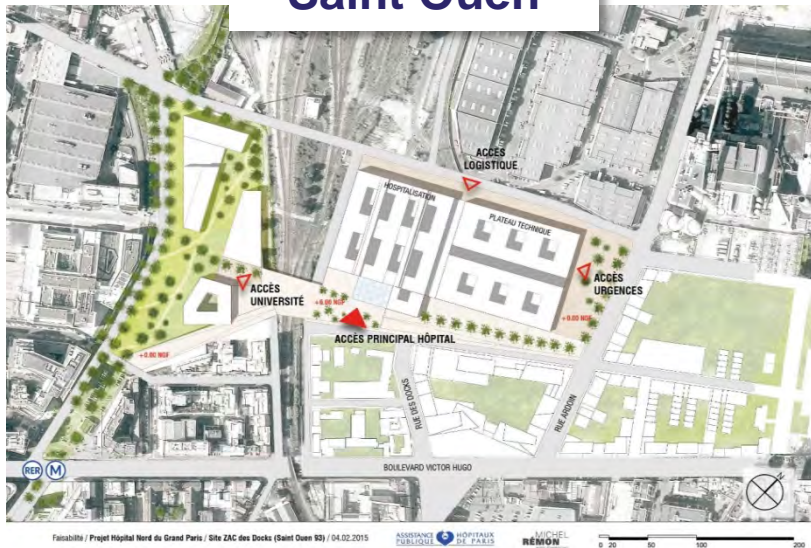 Saint Ouen
ACCÈS
LOGISTIQUE
HOSPITALISATION
PLATEAU TECHNIQUE
ACCÈS
URGENCES
ACCÈS
UNIVERSITÉ
+6.00 NGF
+0.00 NGF
ACCÈS PRINCIPAL HÔPITAL
+0.00 NGF
RUE DES DOCKS
RUE ARDOIN
RER M
BOULEVARD VICTOR HUGO
Faisabilité / Projet Hôpital Nord du Grand Paris / Site ZAC des Docks (Saint Ouen 93) / 04.02.2015
ASSISTANCE PUBLIQUE HÔPITAUX DE PARIS
MICHEL RÉMON
0 20 50 100 200